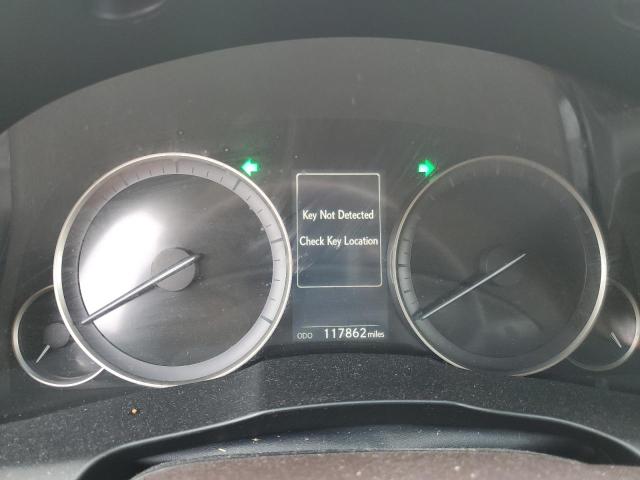 Key Not Detected
Check Key Location
ODO 117862 miles